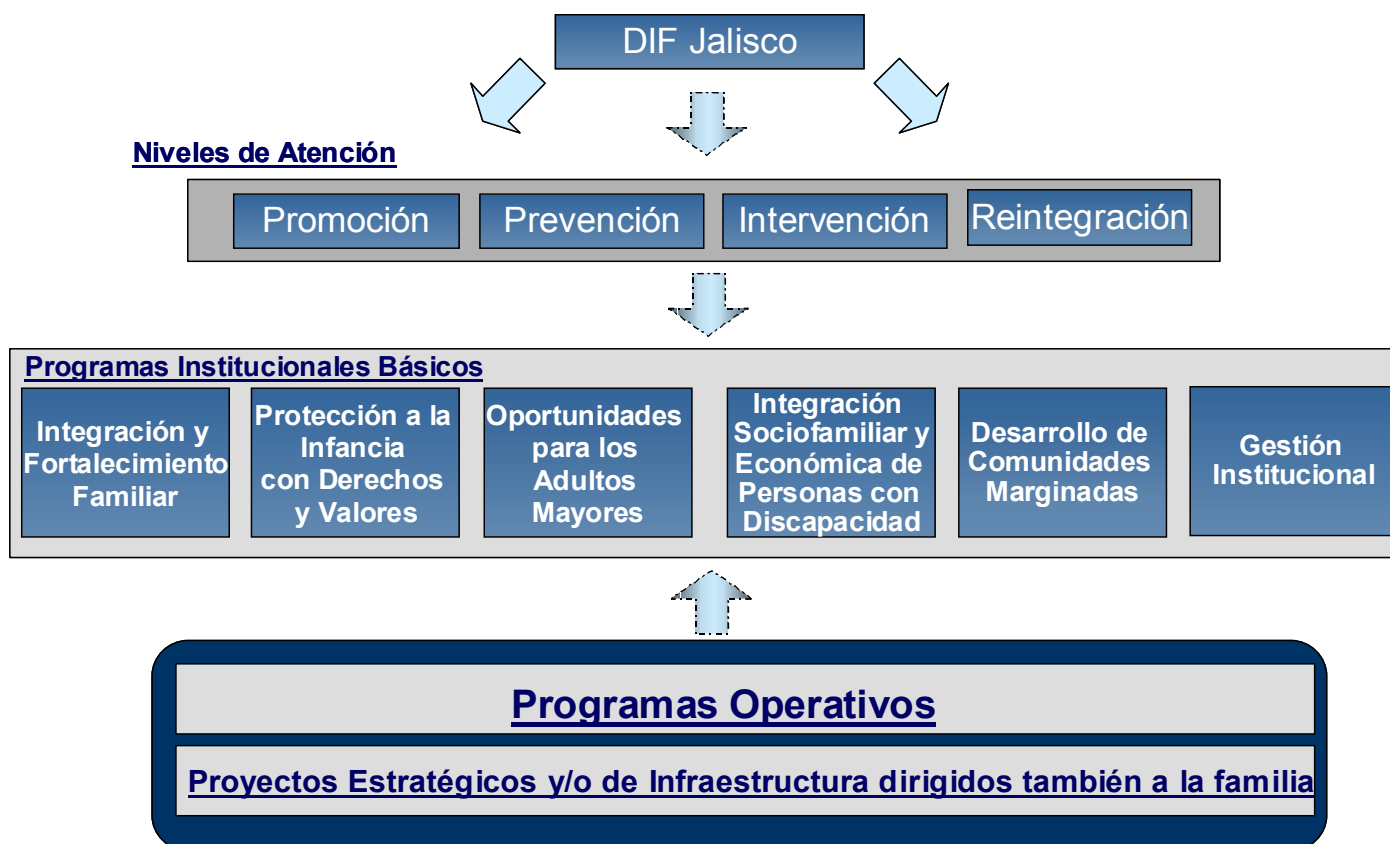 DIF Jalisco
Niveles de Atención
Promoción
Prevención
Intervención
Reintegración
Programas Institucionales Básicos
Integración y
Fortalecimiento
Familiar
Protección a la
Infancia
con Derechos
y Valores
Oportunidades
para los
Adultos
Mayores
Integración
Sociofamiliar y
Económica de
Personas con
Discapacidad
Desarrollo de
Comunidades
Marginadas
Gestión
Institucional
Programas Operativos
Proyectos Estratégicos y/o de Infraestructura dirigidos también a la familia